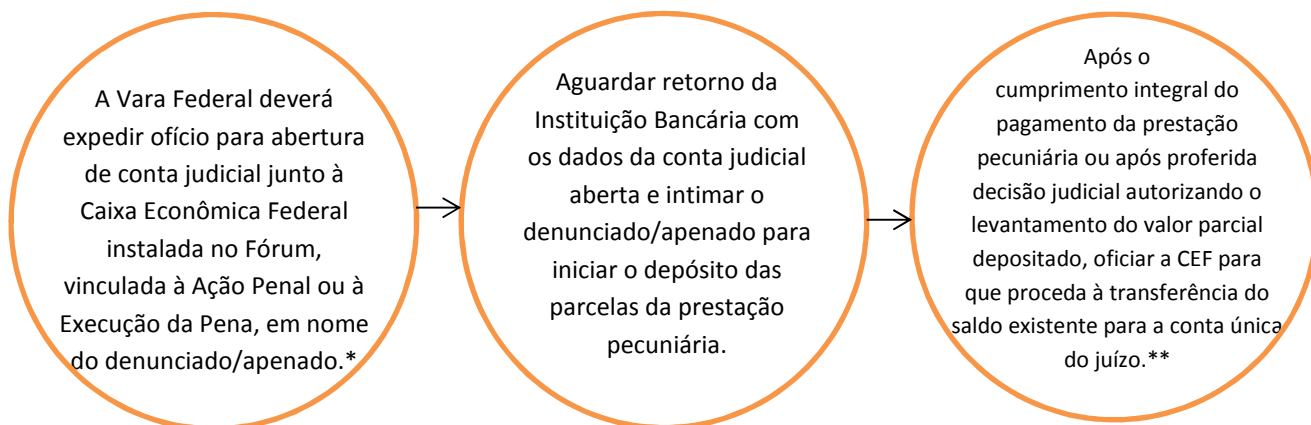 A Vara Federal deverá
expedir ofício para abertura
de conta judicial junto à
Caixa Econômica Federal
instalada no Fórum,
vinculada à Ação Penal ou à
Execução da Pena, em nome
do denunciado/apenado.*
Aguardar retorno da
Instituição Bancária com
os dados da conta judicial
aberta e intimar o
denunciado/apenado para
iniciar o depósito das
parcelas da prestação
pecuniária.
Após o
cumprimento integral do
pagamento da prestação
pecuniária ou após proferida
decisão judicial autorizando o
levantamento do valor parcial
depositado, oficiar a CEF para
que proceda à transferência do
saldo existente para a conta única
do juízo.**